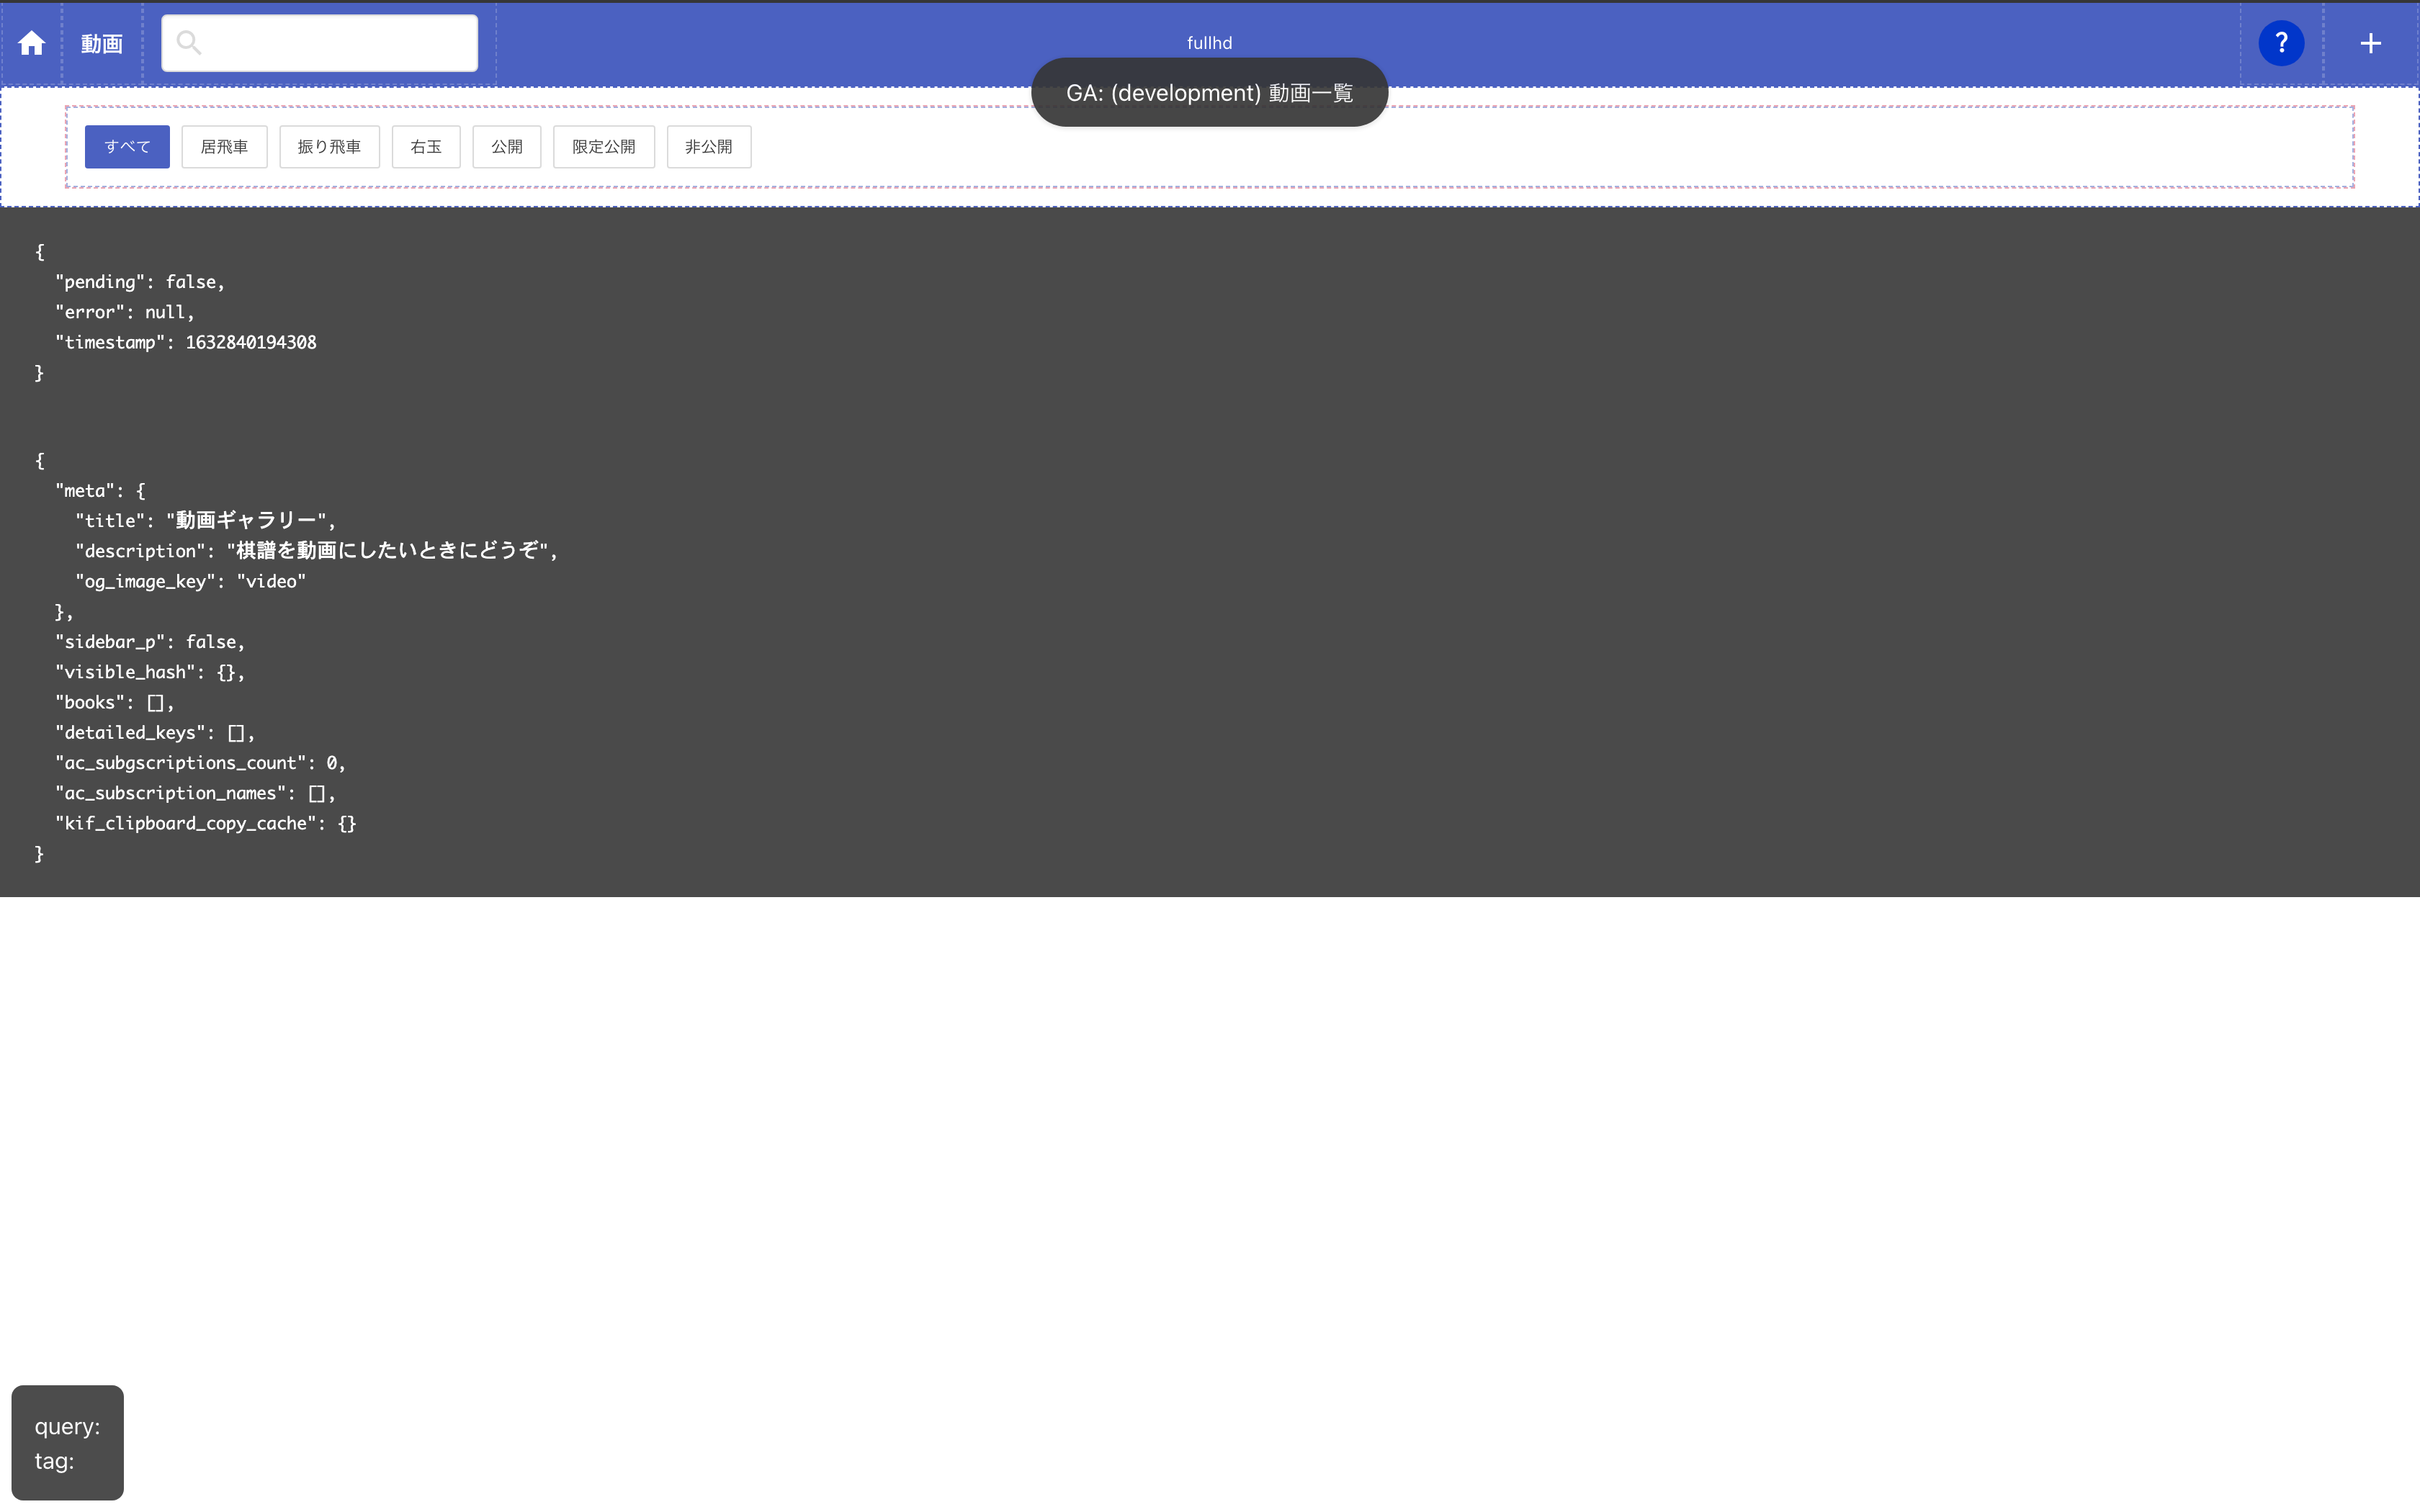 動画
fullhd
?
GA: (development) 動画一覧
すべて 居飛車 振り飛車 右玉 公開 限定公開 非公開
{
"pending": false,
"error": null,
"timestamp": 1632840194308
}
{
"meta": {
"title": "動画ギャラリー",
"description": "棋譜を動画にしたいときにどうぞ",
"og_image_key": "video"
},
"sidebar_p": false,
"visible_hash": {},
"books": [],
"detailed_keys": [],
"ac_subgscriptions_count": 0,
"ac_subscription_names": [],
"kif_clipboard_copy_cache": {}
}
query:
tag: